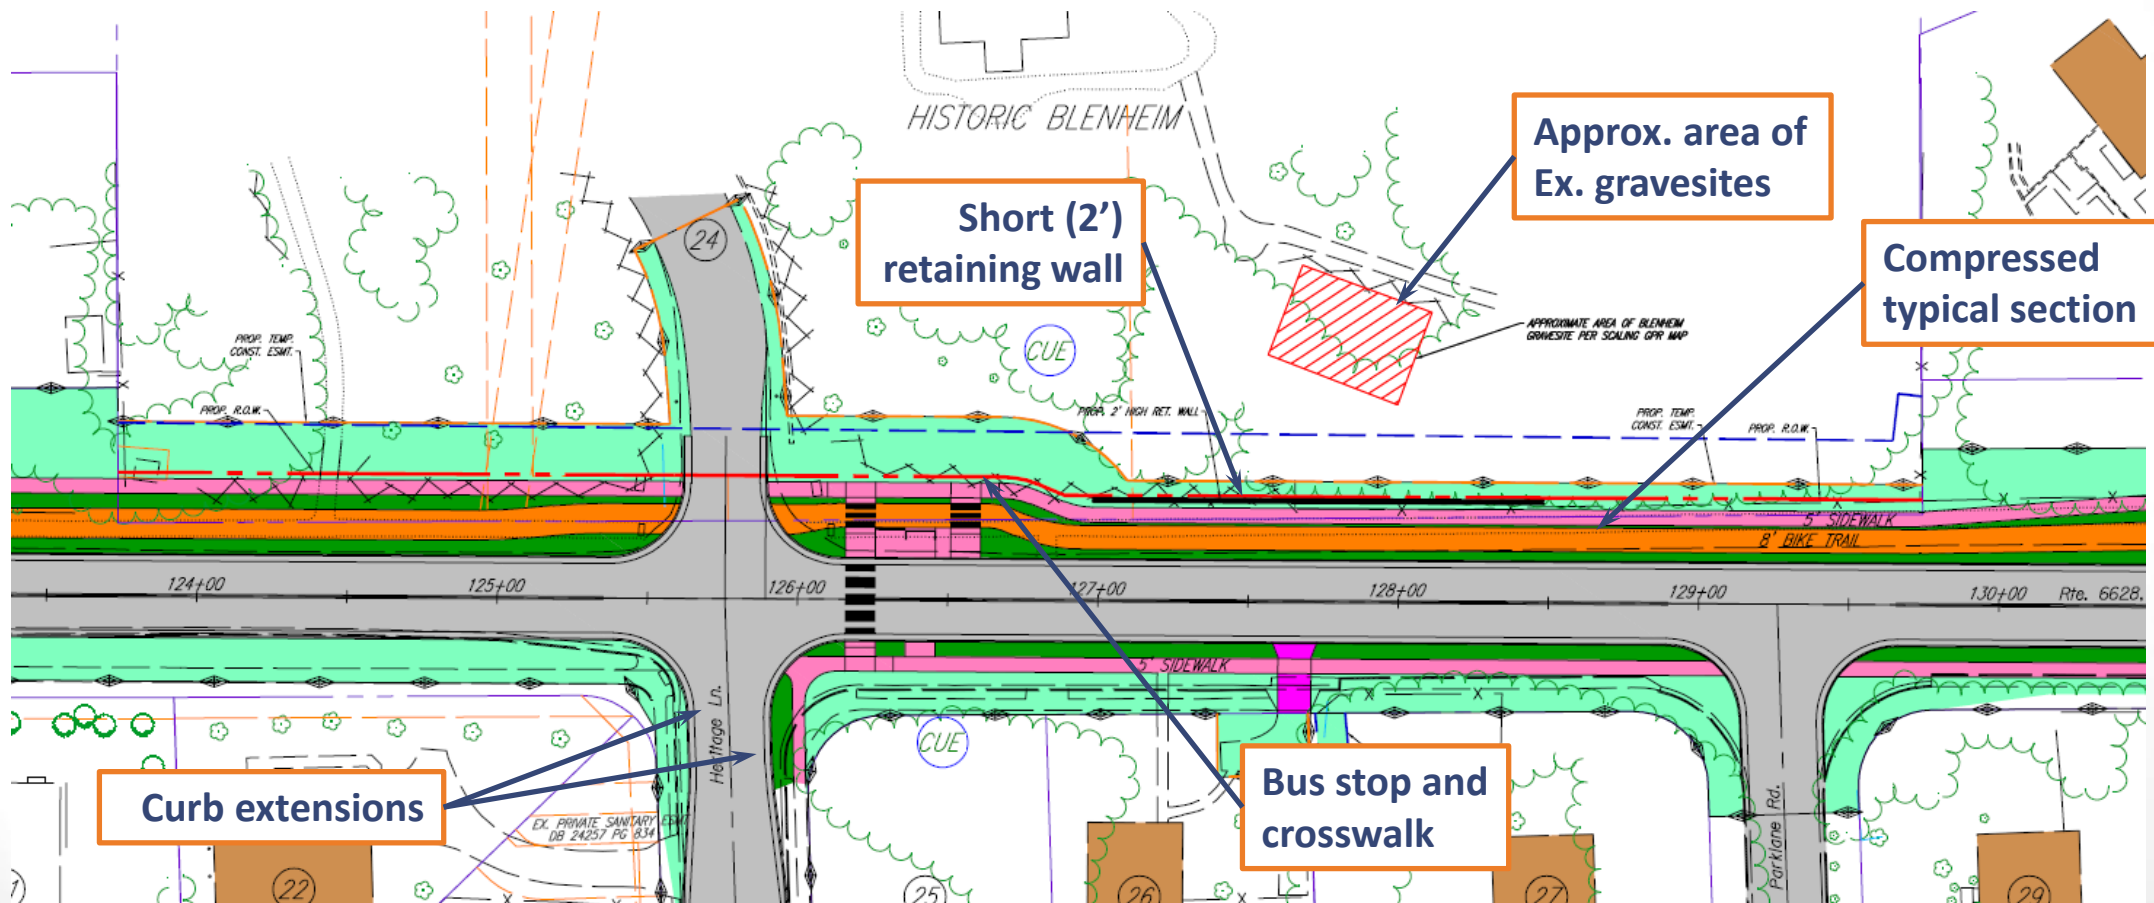 HISTORIC BLENHEIM
Approx. area of
Ex. gravesites
Short (2')
retaining wall
Compressed
typical section
24
CUE
APPROXIMATE AREA OF BLENHEIM
GRAVESITE PER SCALING GPR MAP
PROP. TEMP.
CONST. ESMT.
PROP. R.O.W.
PROP. 2' HIGH RET. WALL
PROP. TEMP.
CONST. ESMT.
PROP. R.O.W.
5' SIDEWALK
8' BIKE TRAIL
124+00
125+00
126+00
127+00
128+00
129+00
130+00
Rte. 6628.
5' SIDEWALK
Heritage Ln.
CUE
Curb extensions
Bus stop and
crosswalk
EX. PRIVATE SANITARY ESMT
DB 24257 PG 834
Parklane Rd.
22
25
26
27
29